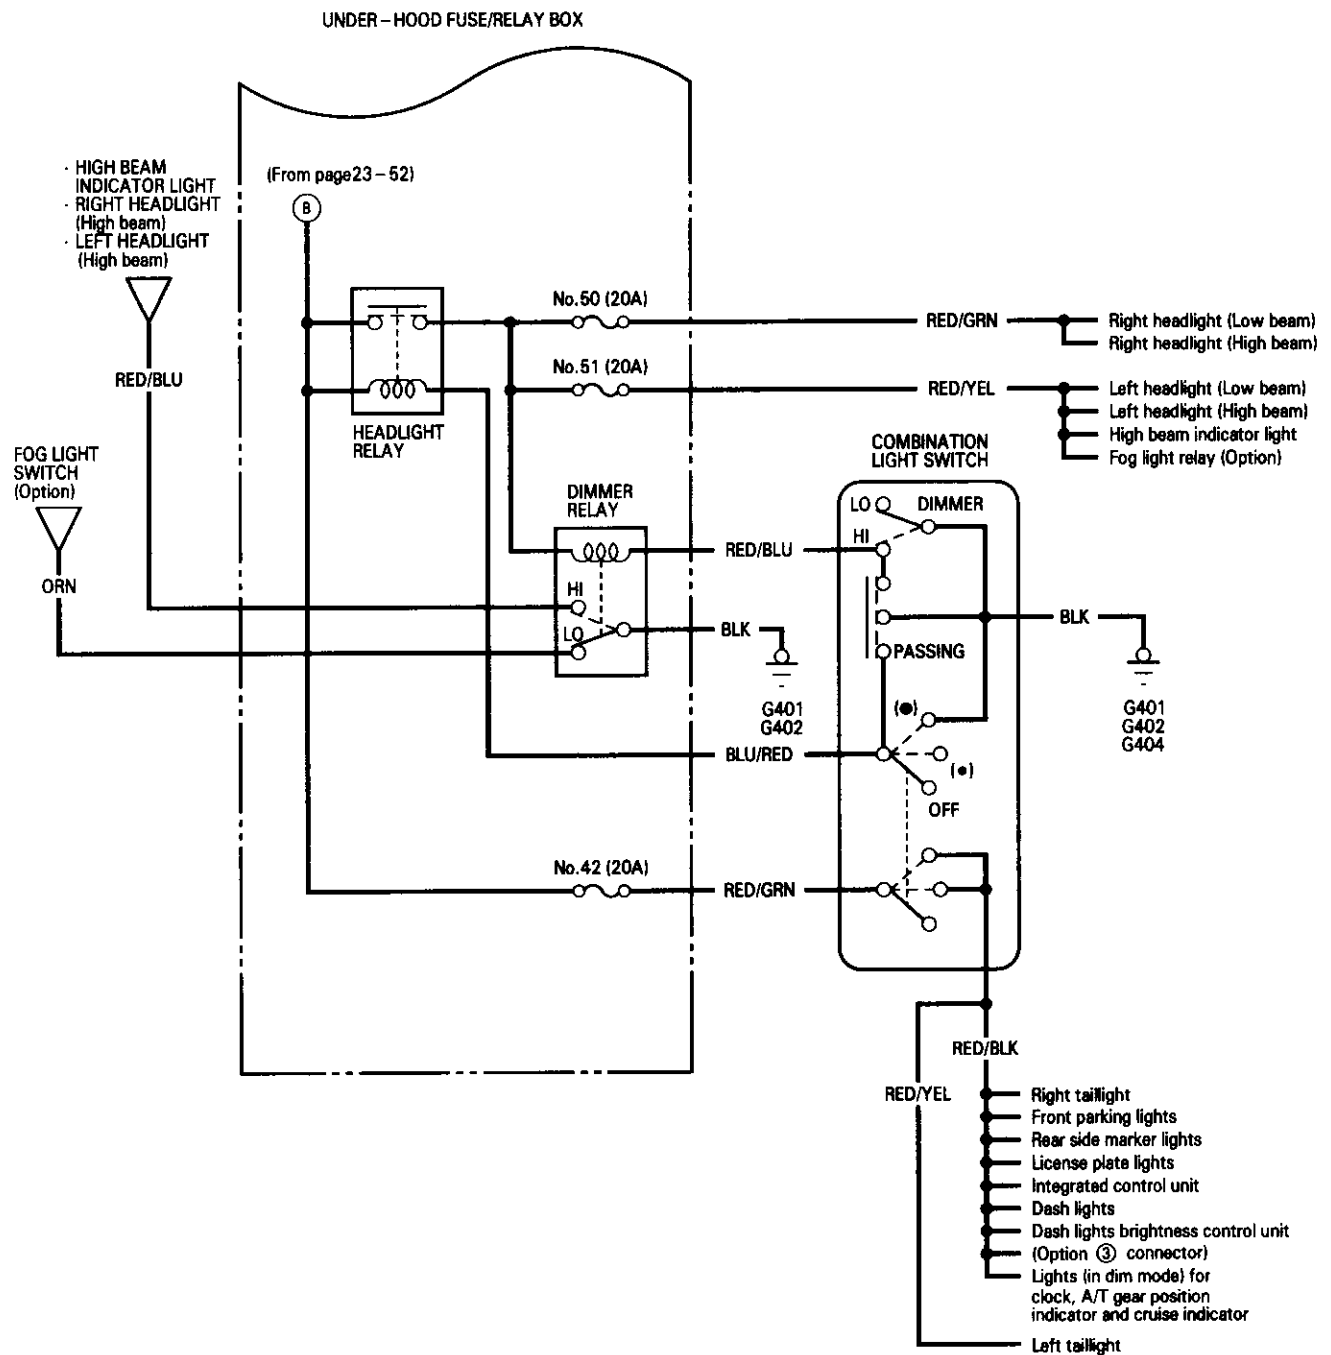 UNDER–HOOD FUSE/RELAY BOX
· HIGH BEAM
INDICATOR LIGHT
· RIGHT HEADLIGHT
(High beam)
· LEFT HEADLIGHT
(High beam)
(From page23–52)
B
No.50 (20A)
RED/GRN
Right headlight (Low beam)
Right headlight (High beam)
No.51 (20A)
RED/YEL
Left headlight (Low beam)
Left headlight (High beam)
High beam indicator light
Fog light relay (Option)
RED/BLU
HEADLIGHT
RELAY
FOG LIGHT
SWITCH
(Option)
ORN
DIMMER
RELAY
HI
LO
RED/BLU
BLK
G401
G402
COMBINATION
LIGHT SWITCH
LO
DIMMER
HI
PASSING
BLK
G401
G402
G404
BLU/RED
(●)
(•)
OFF
No.42 (20A)
RED/GRN
RED/BLK
RED/YEL
Right taillight
Front parking lights
Rear side marker lights
License plate lights
Integrated control unit
Dash lights
Dash lights brightness control unit
(Option ③ connector)
Lights (in dim mode) for
clock, A/T gear position
indicator and cruise indicator
Left taillight